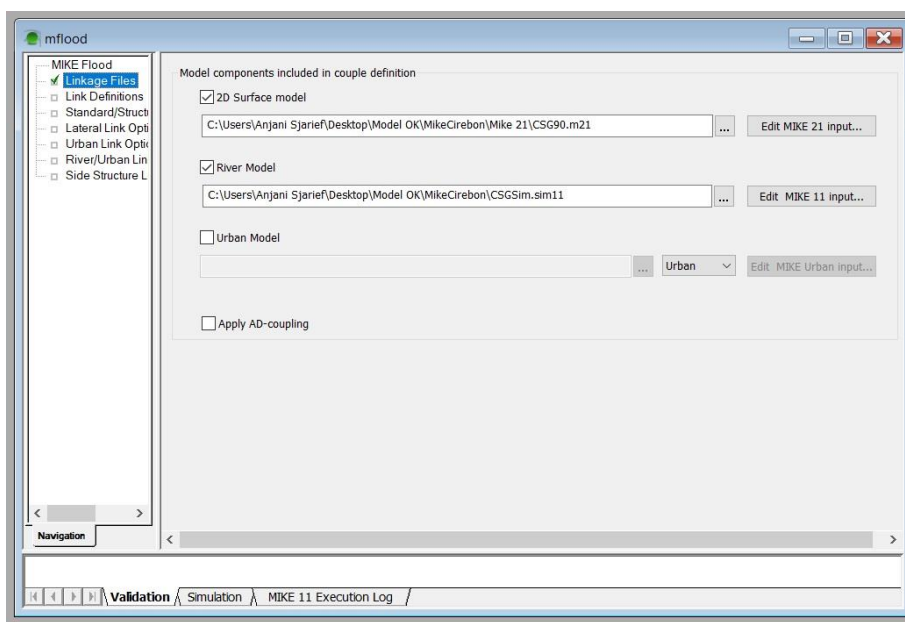 mflood
MIKE Flood
Linkage Files
Link Definitions
Standard/Structu
Lateral Link Opti
Urban Link Optio
River/Urban Lin
Side Structure L
Navigation
Model components included in couple definition
2D Surface model
C:\Users\Anjani Sjarief\Desktop\Model OK\MikeCirebon\Mike 21\CSG90.m21 ... Edit MIKE 21 input...
River Model
C:\Users\Anjani Sjarief\Desktop\Model OK\MikeCirebon\CSGSim.sim11 ... Edit MIKE 11 input...
Urban Model
... Urban Edit MIKE Urban input...
Apply AD-coupling
Validation Simulation MIKE 11 Execution Log